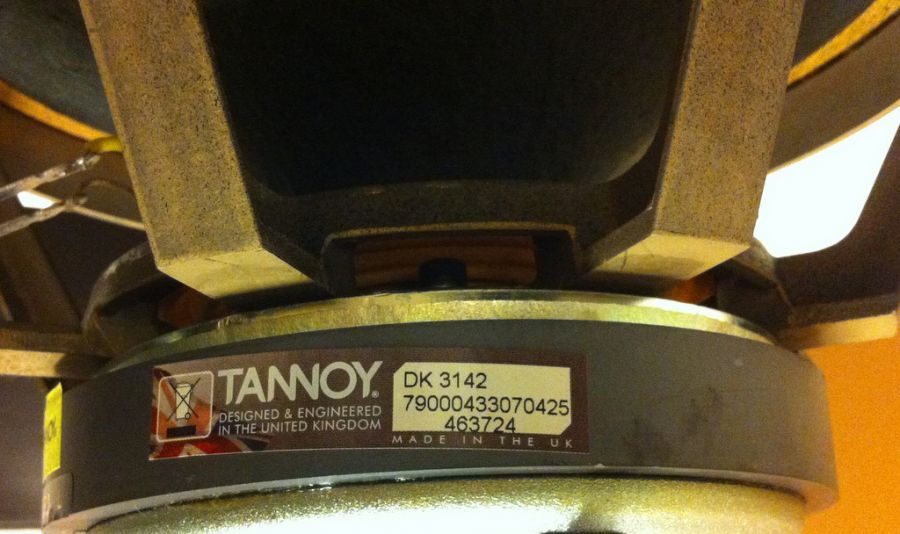 TANNOY®
DESIGNED & ENGINEERED
IN THE UNITED KINGDOM
DK 3142
79000433070425
463724
MADE IN THE UK